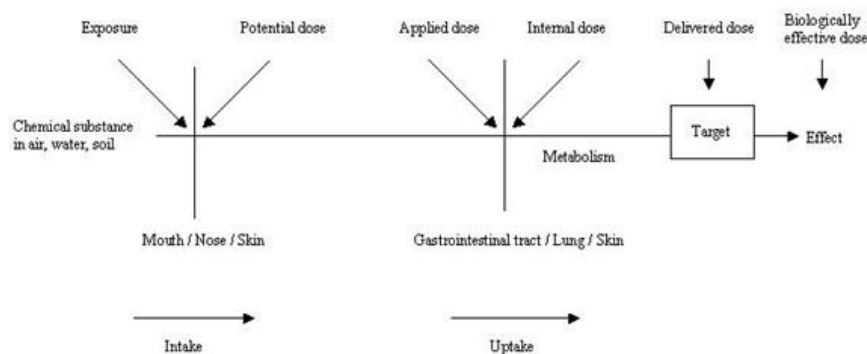 Exposure
Potential dose
Applied dose
Internal dose
Delivered dose
Biologically
effective dose
Chemical substance
in air, water, soil
Target
Effect
Metabolism
Mouth / Nose / Skin
Gastrointestinal tract / Lung / Skin
Intake
Uptake